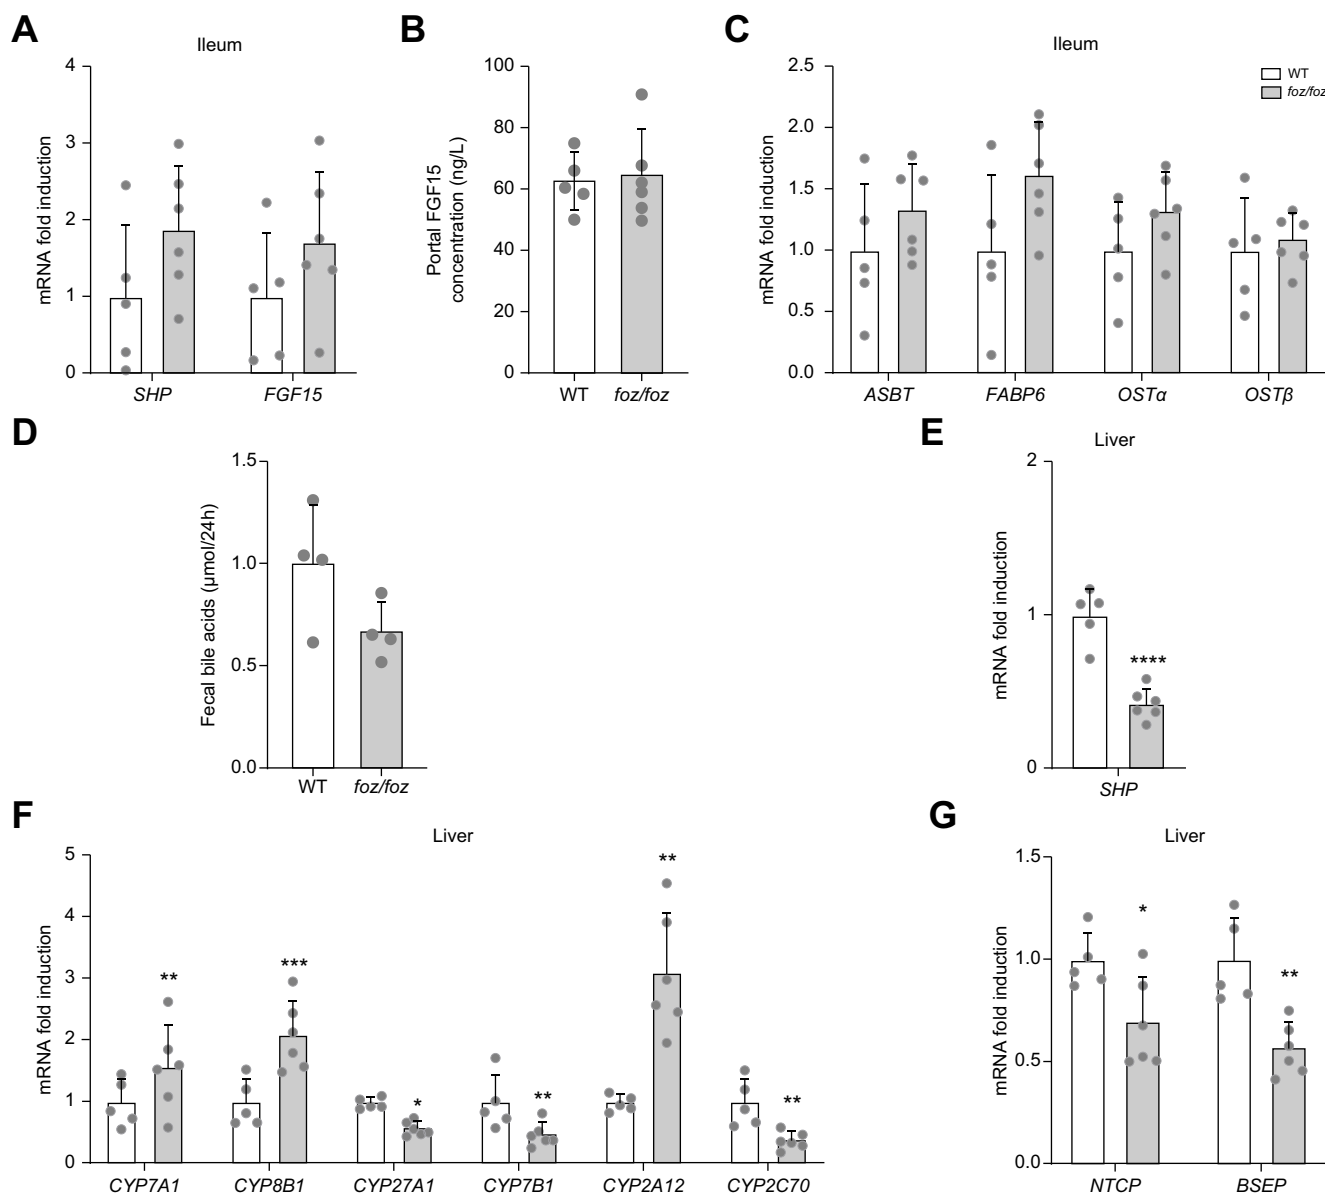 A
Ileum
mRNA fold induction
4
3
2
1
0
SHP
FGF15
B
Portal FGF15
concentration (ng/L)
100
80
60
40
20
0
WT
foz/foz
C
Ileum
mRNA fold induction
2.5
2.0
1.5
1.0
0.5
0.0
ASBT
FABP6
OSTα
OSTβ
WT
foz/foz
D
Fecal bile acids (µmol/24h)
1.5
1.0
0.5
0.0
WT
foz/foz
E
Liver
mRNA fold induction
2
1
0
****
SHP
F
Liver
mRNA fold induction
5
4
3
2
1
0
**
***
*
**
**
**
CYP7A1
CYP8B1
CYP27A1
CYP7B1
CYP2A12
CYP2C70
G
Liver
mRNA fold induction
1.5
1.0
0.5
0.0
*
**
NTCP
BSEP